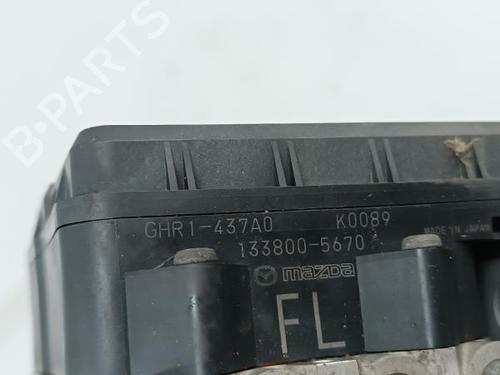 GHR1-437A0 K0089 MADE IN JAPAN
133800-5670
mazda
FL
B-PARTS